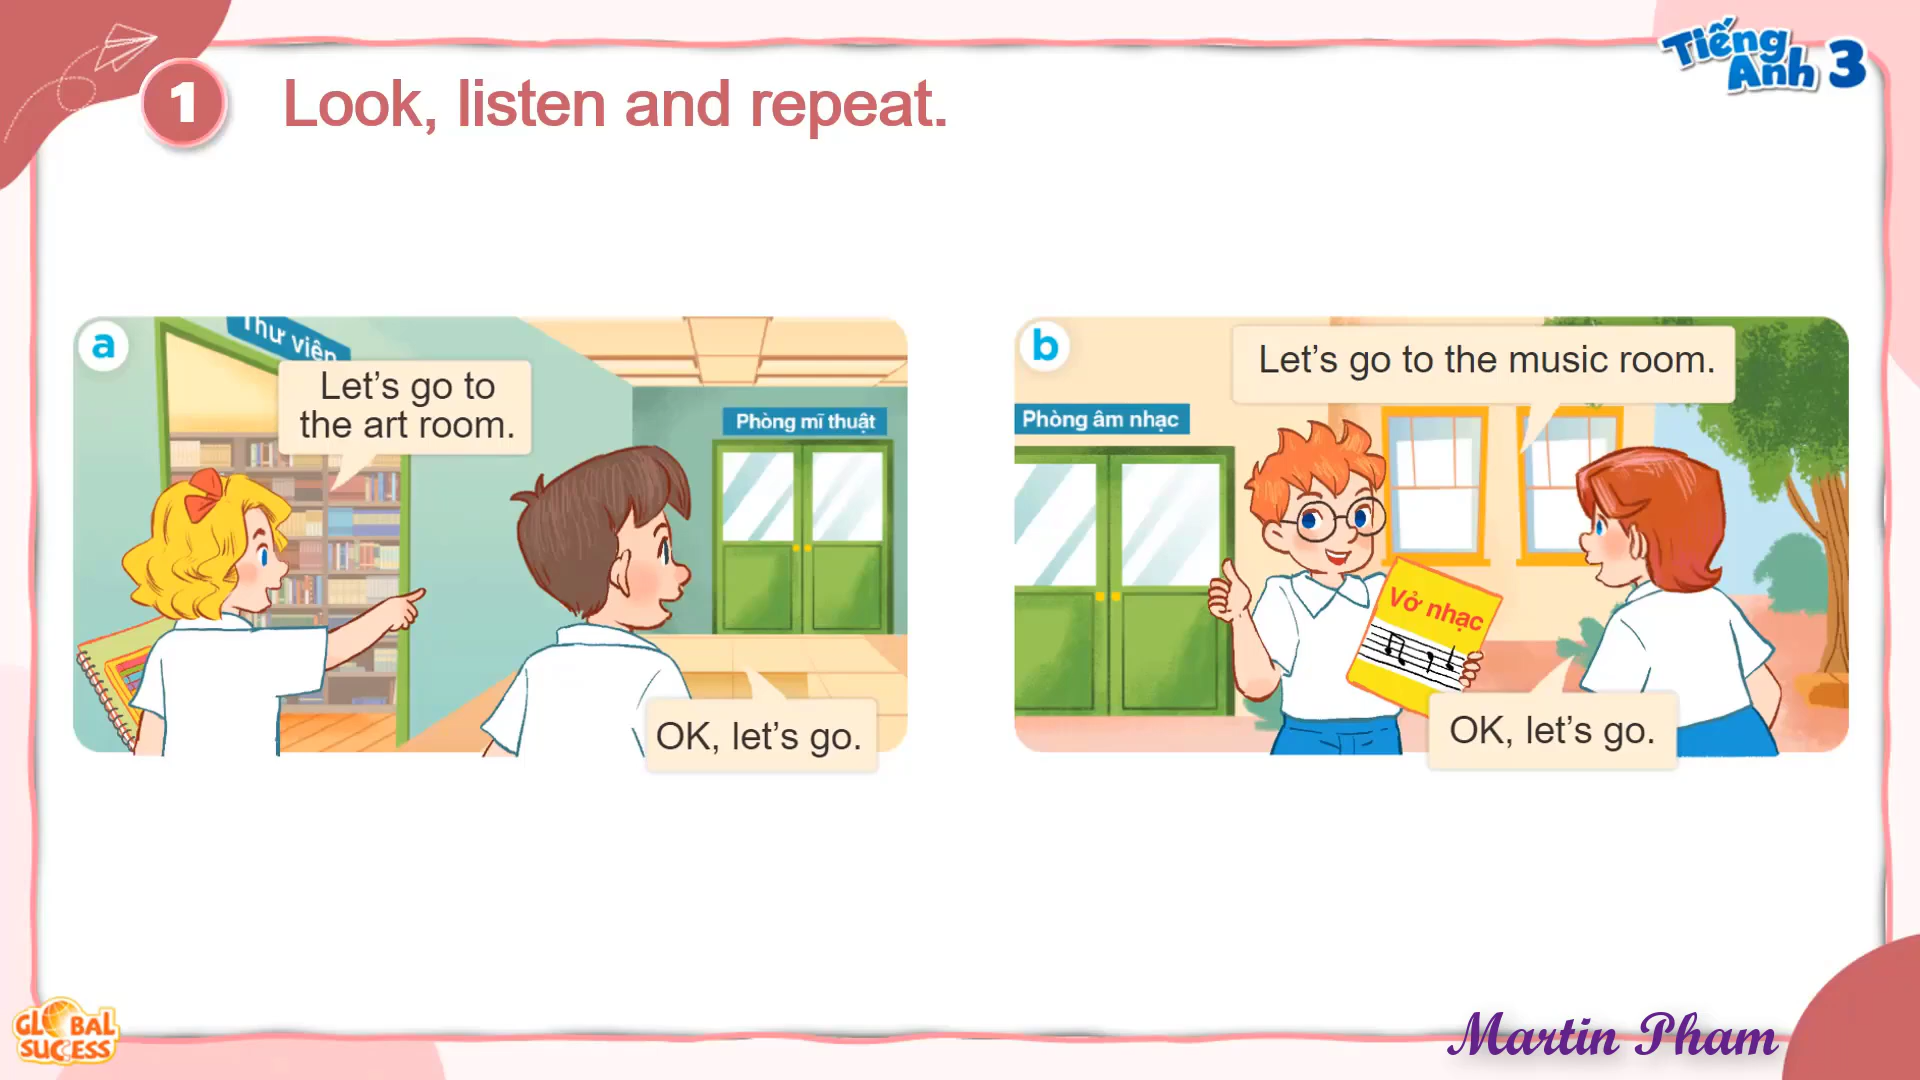 1 Look, listen and repeat.
Tiếng
Anh 3
a
Thư viện
Let's go to
the art room.
Phòng mĩ thuật
OK, let's go.
b
Let's go to the music room.
Phòng âm nhạc
Vở nhạc
OK, let's go.
GLOBAL
SUCCESS
Martin Pham